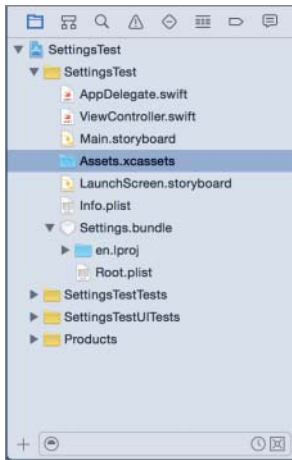 SettingsTest
SettingsTest
AppDelegate.swift
ViewController.swift
Main.storyboard
Assets.xcassets
LaunchScreen.storyboard
Info.plist
Settings.bundle
en.lproj
Root.plist
SettingsTestTests
SettingsTestUITests
Products